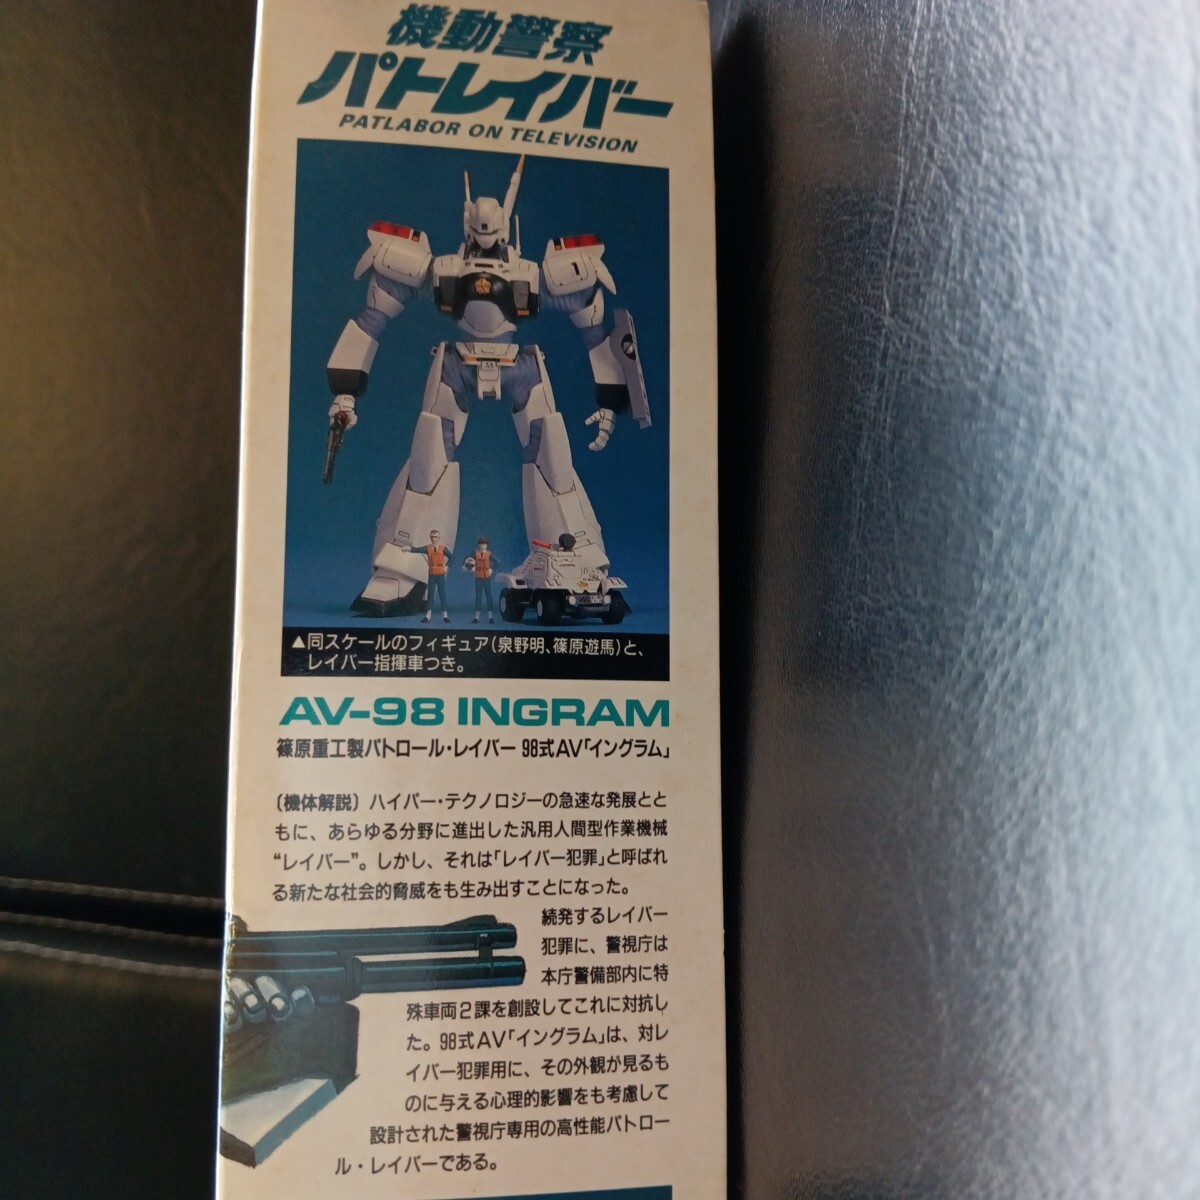 機動警察
パトレイバー
PATLABOR ON TELEVISION
▲同スケールのフィギュア(泉野明、篠原遊馬)と、
レイバー指揮車つき。
AV-98 INGRAM
篠原重工製パトロール・レイバー 98式AV「イングラム」
〔機体解説〕ハイパー・テクノロジーの急速な発展とと
もに、あらゆる分野に進出した汎用人間型作業機械
“レイバー”。しかし、それは「レイバー犯罪」と呼ばれ
る新たな社会的脅威をも生み出すことになった。
続発するレイバー
犯罪に、警視庁は
本庁警備部内に特
殊車両2課を創設してこれに対抗し
た。98式AV「イングラム」は、対レ
イバー犯罪用に、その外観が見るも
のに与える心理的影響をも考慮して
設計された警視庁専用の高性能パトロー
ル・レイバーである。